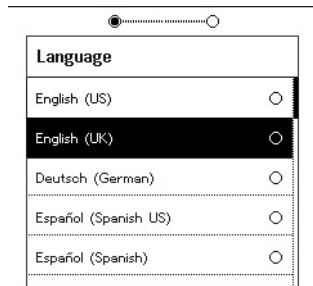 Language
English (US)
English (UK)
Deutsch (German)
Español (Spanish US)
Español (Spanish)